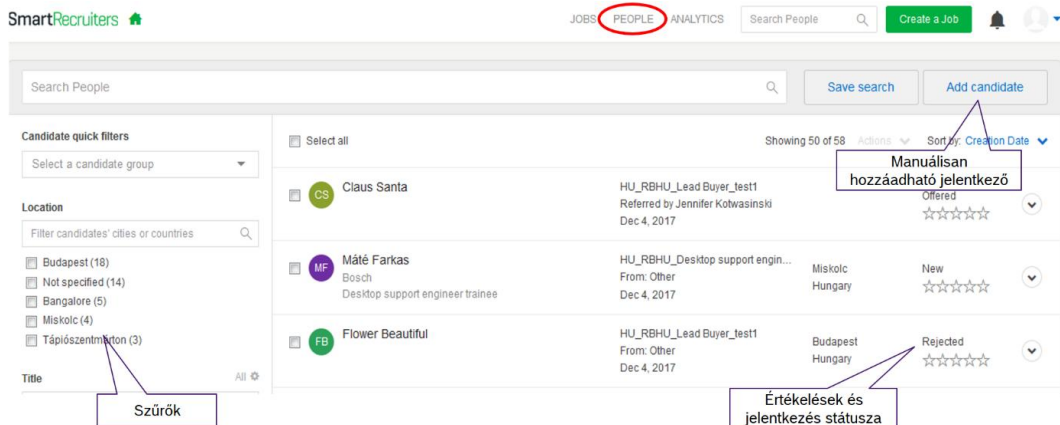 SmartRecruiters
JOBS PEOPLE ANALYTICS Search People Create a Job
Search People Save search Add candidate
Candidate quick filters
Select a candidate group
Location
Filter candidates' cities or countries
Budapest (18)
Not specified (14)
Bangalore (5)
Miskolc (4)
Tápiószentmárton (3)
Title All
Szűrők
Select all Showing 50 of 58 Actions Sort by: Creation Date
Manuálisan
hozzáadható jelentkező
CS Claus Santa
HU_RBHU_Lead Buyer_test1
Referred by Jennifer Kotwasinski
Dec 4, 2017
Offered
MF Máté Farkas
Bosch
Desktop support engineer trainee
HU_RBHU_Desktop support engin...
From: Other
Dec 4, 2017
Miskolc
Hungary
New
FB Flower Beautiful
HU_RBHU_Lead Buyer_test1
From: Other
Dec 4, 2017
Budapest
Hungary
Rejected
Értékelések és
jelentkezés státusza